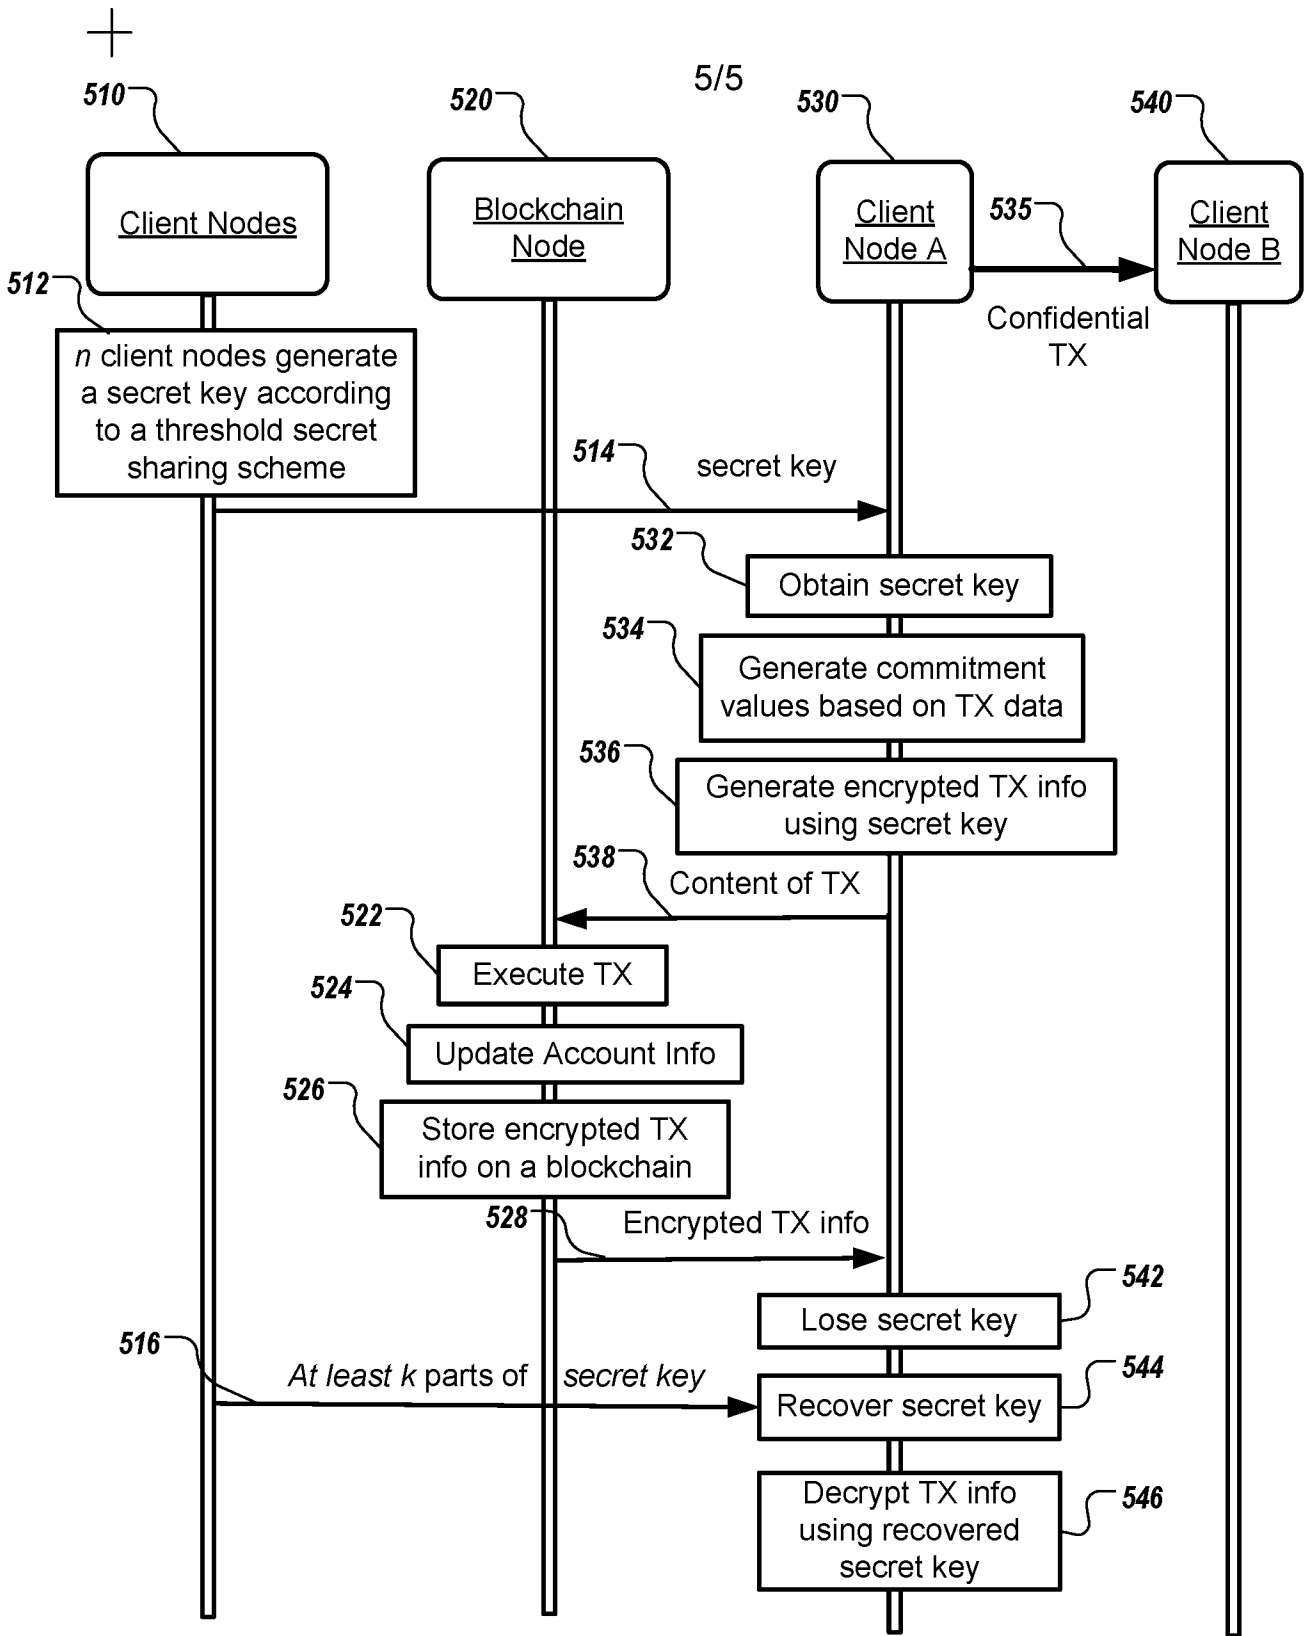 5/5
510
520
530
540
Client Nodes
Blockchain
Node
Client
Node A
535
Client
Node B
Confidential
TX
512
n client nodes generate
a secret key according
to a threshold secret
sharing scheme
514
secret key
532
Obtain secret key
534
Generate commitment
values based on TX data
536
Generate encrypted TX info
using secret key
538
Content of TX
522
Execute TX
524
Update Account Info
526
Store encrypted TX
info on a blockchain
528
Encrypted TX info
542
Lose secret key
516
At least k parts of secret key
544
Recover secret key
546
Decrypt TX info
using recovered
secret key